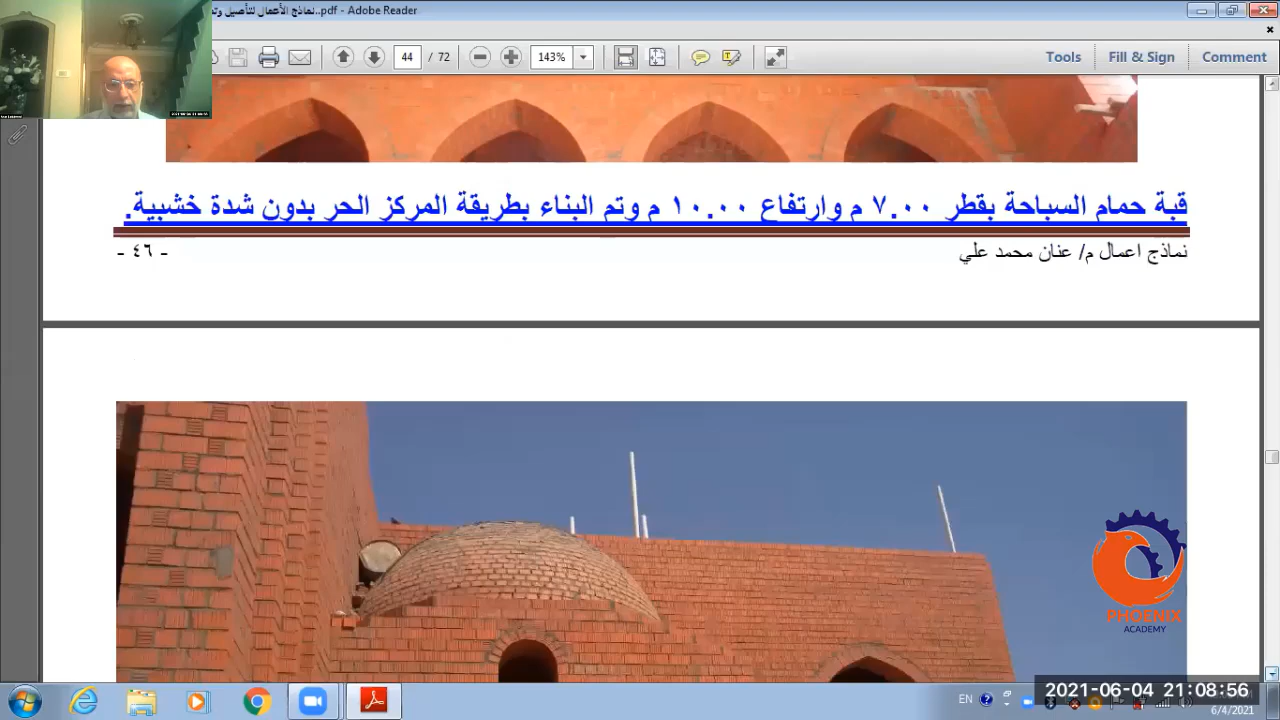 نماذج الأعمال لتأصيل وت..pdf - Adobe Reader
44 / 72
143%
Tools
Fill & Sign
Comment
قبة حمام السباحة بقطر ٧.٠٠ م وارتفاع ١٠.٠٠ م وتم البناء بطريقة المركز الحر بدون شدة خشبية.
نماذج اعمال م/ عنان محمد علي
- ٤٦ -
PHOENIX
ACADEMY
EN
2021-06-04 21:08:56
6/4/2021